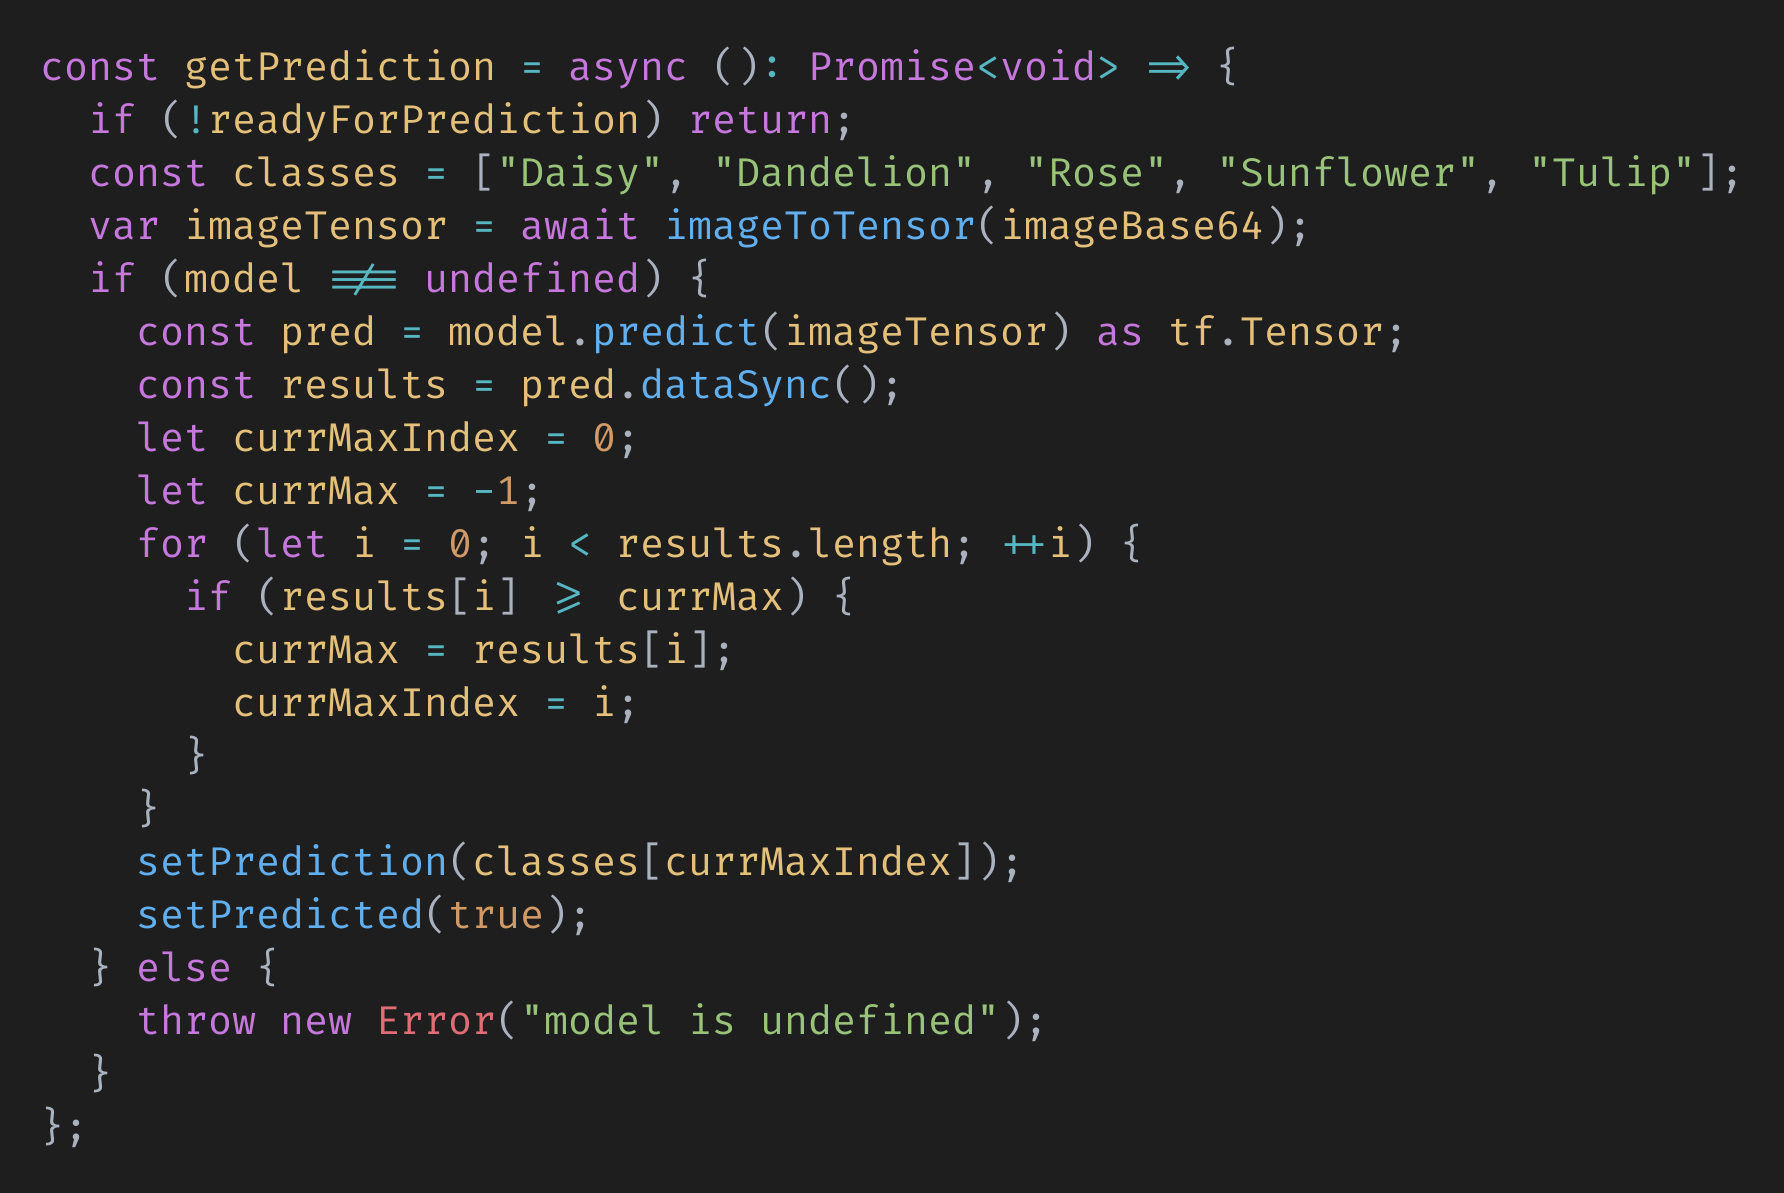 const getPrediction = async (): Promise<void> => {
  if (!readyForPrediction) return;
  const classes = ["Daisy", "Dandelion", "Rose", "Sunflower", "Tulip"];
  var imageTensor = await imageToTensor(imageBase64);
  if (model !== undefined) {
    const pred = model.predict(imageTensor) as tf.Tensor;
    const results = pred.dataSync();
    let currMaxIndex = 0;
    let currMax = -1;
    for (let i = 0; i < results.length; ++i) {
      if (results[i] >= currMax) {
        currMax = results[i];
        currMaxIndex = i;
      }
    }
    setPrediction(classes[currMaxIndex]);
    setPredicted(true);
  } else {
    throw new Error("model is undefined");
  }
};